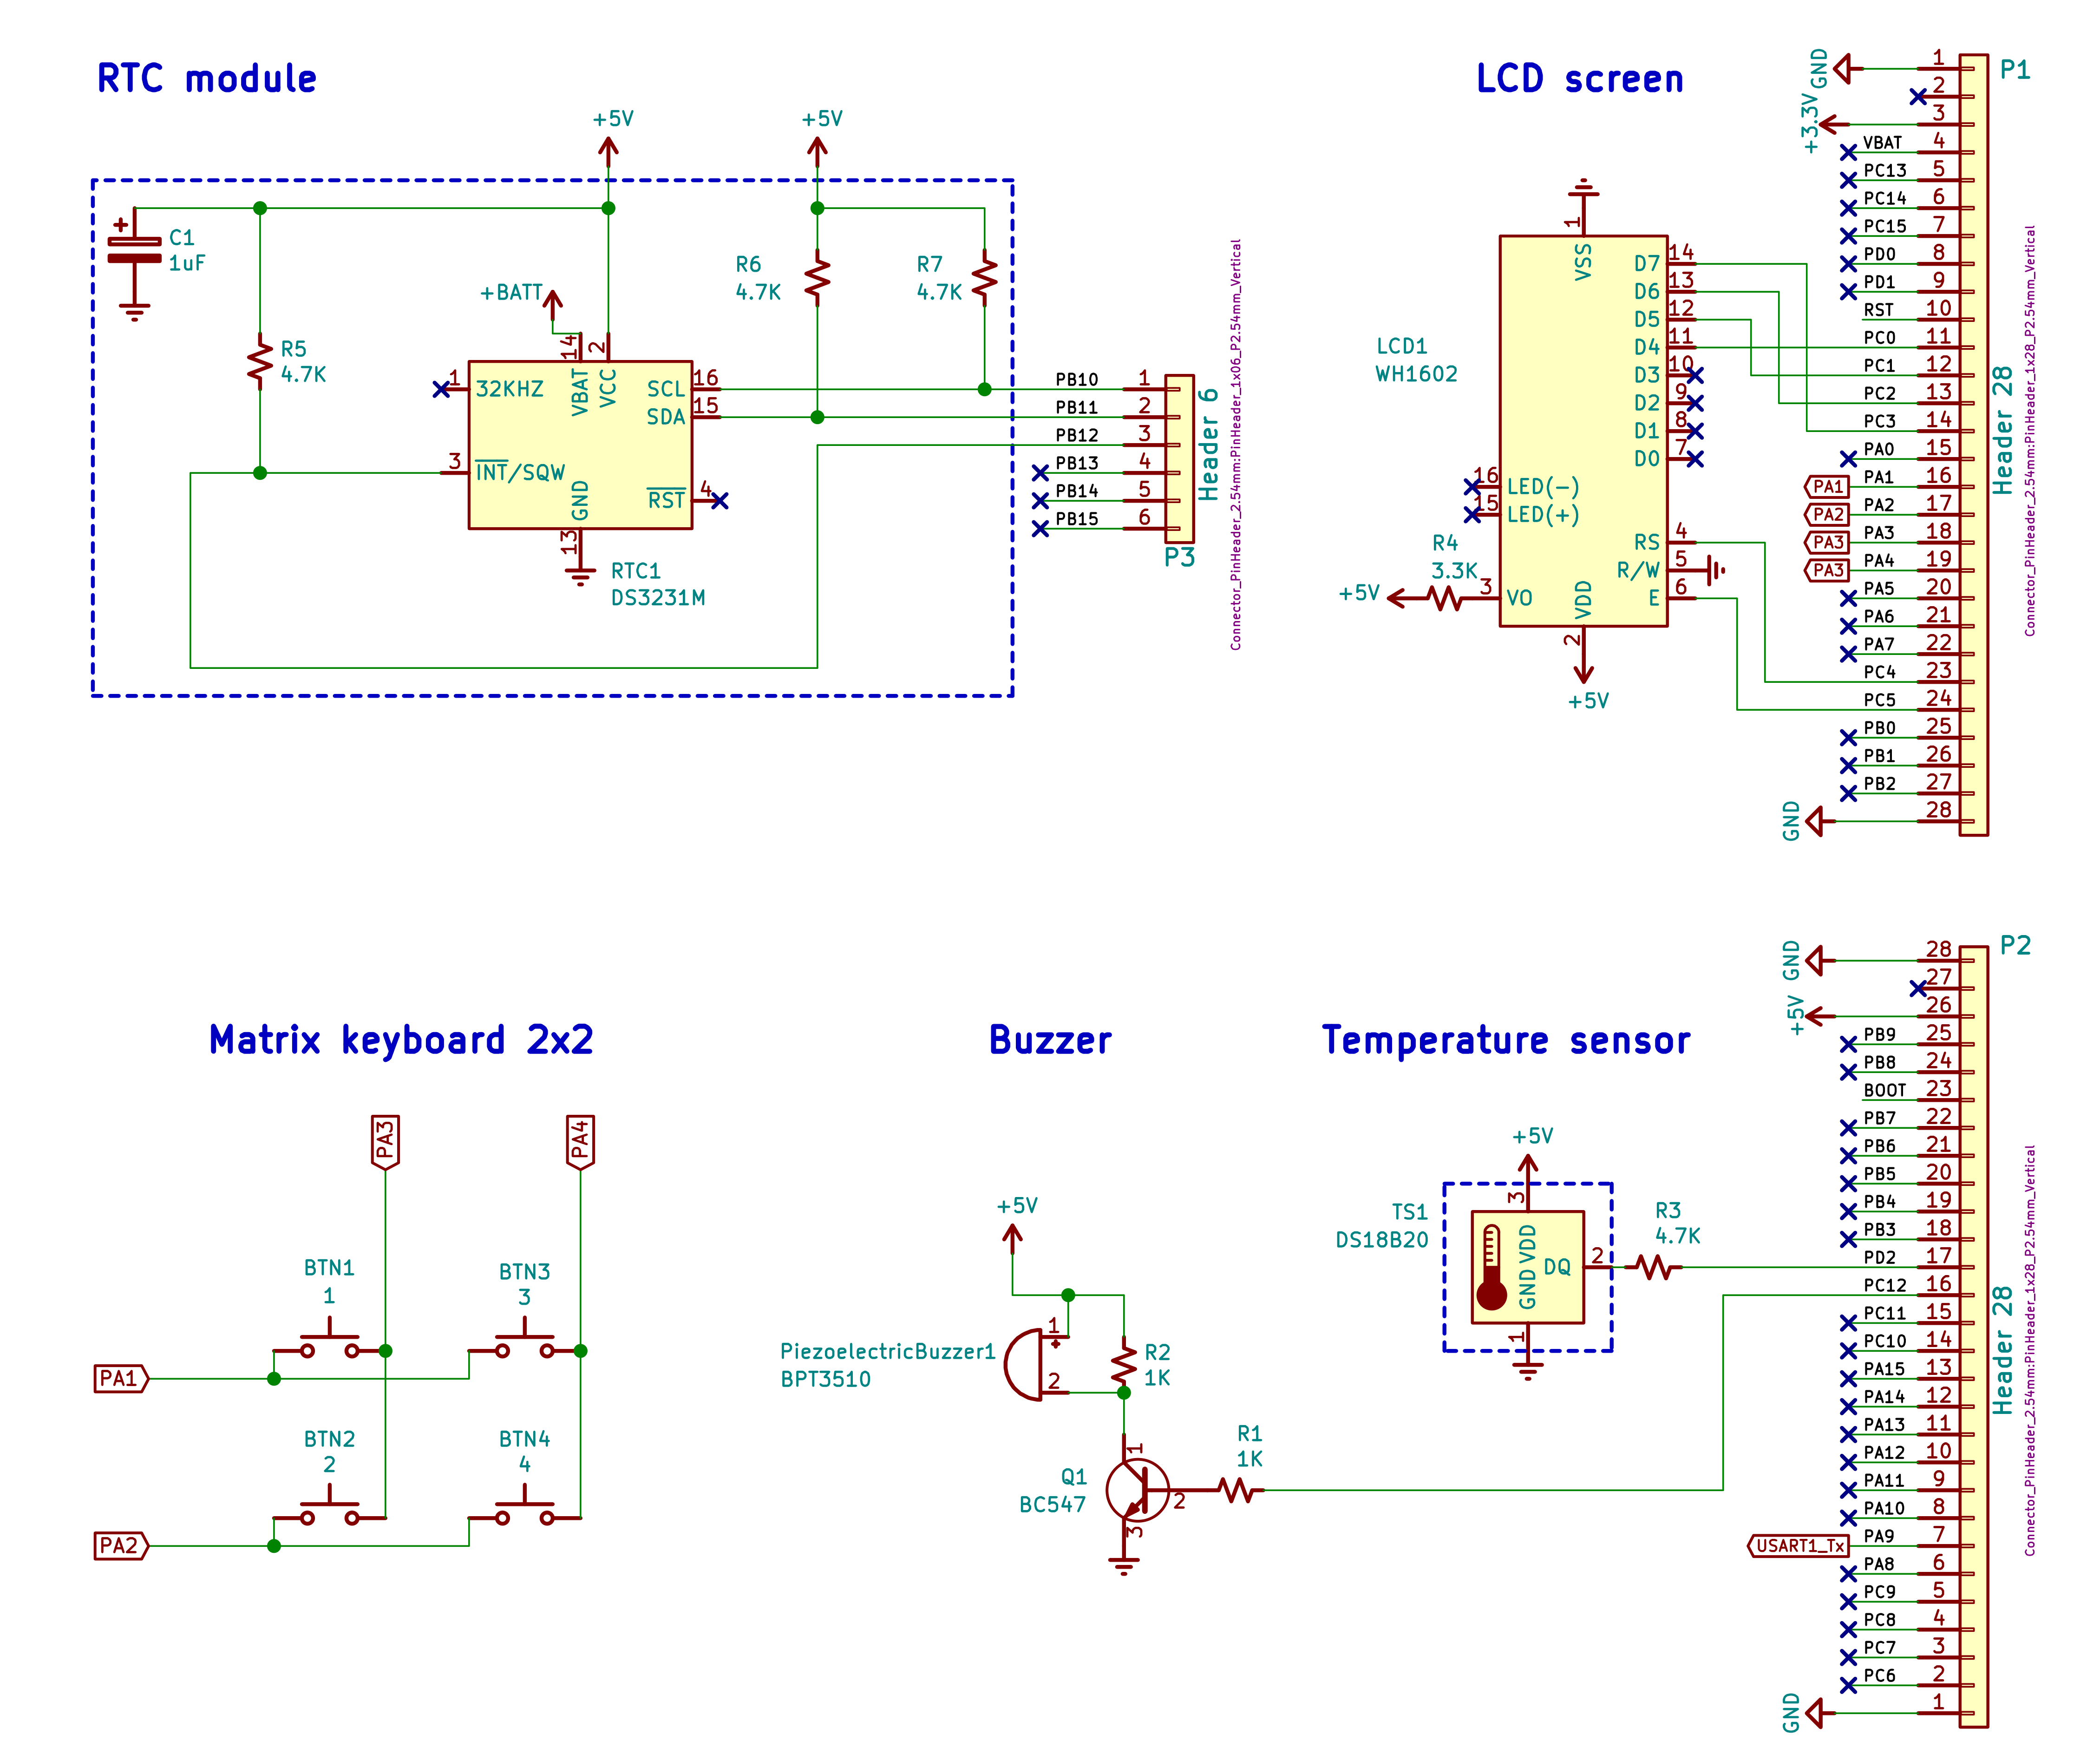 RTC module
+5V
+5V
C1
1uF
R5
4.7K
+BATT
R6
4.7K
R7
4.7K
14
VBAT
2
VCC
1
32KHZ
3
INT/SQW
GND
13
16
SCL
15
SDA
4
RST
RTC1
DS3231M
PB10
1
PB11
2
PB12
3
PB13
4
PB14
5
PB15
6
P3
Header 6
Connector_PinHeader_2.54mm:PinHeader_1x06_P2.54mm_Vertical
LCD screen
LCD1
WH1602
1
VSS
D7 14
D6 13
D5 12
D4 11
D3 10
D2 9
D1 8
D0 7
16 LED(-)
15 LED(+)
RS 4
R/W 5
E 6
3 VO
VDD
2
+5V
R4
3.3K
+5V
P1
GND 1
2
+3.3V 3
VBAT 4
PC13 5
PC14 6
PC15 7
PD0 8
PD1 9
RST 10
PC0 11
PC1 12
PC2 13
PC3 14
PA0 15
PA1 PA1 16
PA2 PA2 17
PA3 PA3 18
PA3 PA4 19
PA5 20
PA6 21
PA7 22
PC4 23
PC5 24
PB0 25
PB1 26
PB2 27
GND 28
Header 28
Connector_PinHeader_2.54mm:PinHeader_1x28_P2.54mm_Vertical
Matrix keyboard 2x2
PA3
PA4
BTN1
1
BTN3
3
PA1
BTN2
2
BTN4
4
PA2
Buzzer
+5V
PiezoelectricBuzzer1
BPT3510
1
+
2
R2
1K
Q1
BC547
1
2
3
R1
1K
Temperature sensor
+5V
TS1
DS18B20
3
VDD
GND
1
DQ
2
R3
4.7K
P2
GND 28
27
+5V 26
PB9 25
PB8 24
BOOT 23
PB7 22
PB6 21
PB5 20
PB4 19
PB3 18
PD2 17
PC12 16
PC11 15
PC10 14
PA15 13
PA14 12
PA13 11
PA12 10
PA11 9
PA10 8
USART1_Tx PA9 7
PA8 6
PC9 5
PC8 4
PC7 3
PC6 2
GND 1
Header 28
Connector_PinHeader_2.54mm:PinHeader_1x28_P2.54mm_Vertical